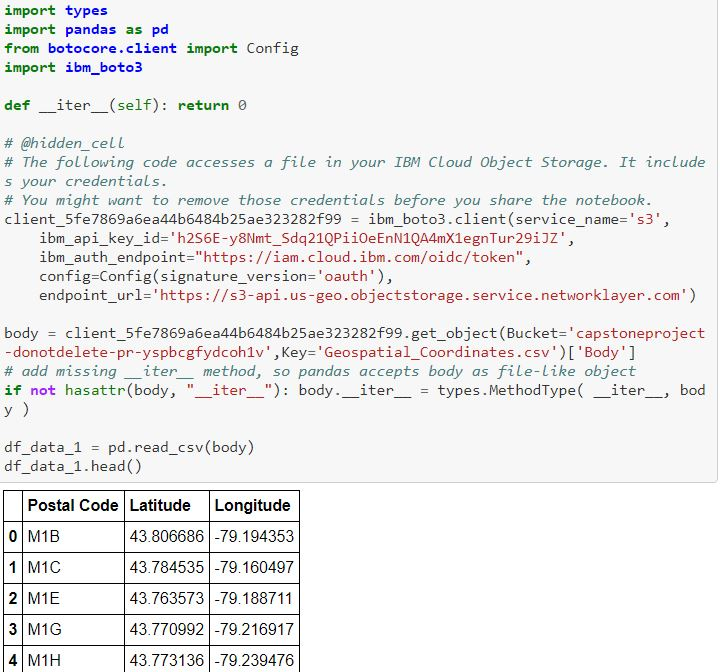 import types
import pandas as pd
from botocore.client import Config
import ibm_boto3
def __iter__(self): return 0
# @hidden_cell
# The following code accesses a file in your IBM Cloud Object Storage. It include
s your credentials.
# You might want to remove those credentials before you share the notebook.
client_5fe7869a6ea44b6484b25ae323282f99 = ibm_boto3.client(service_name='s3',
ibm_api_key_id='h2S6E-y8Nmt_Sdq21QPiiOeEnN1QA4mX1egnTur29iJZ',
ibm_auth_endpoint="https://iam.cloud.ibm.com/oidc/token",
config=Config(signature_version='oauth'),
endpoint_url='https://s3-api.us-geo.objectstorage.service.networklayer.com')
body = client_5fe7869a6ea44b6484b25ae323282f99.get_object(Bucket='capstoneproject
-donotdelete-pr-yspbcgfydcoh1v',Key='Geospatial_Coordinates.csv')['Body']
# add missing __iter__ method, so pandas accepts body as file-like object
if not hasattr(body, "__iter__"): body.__iter__ = types.MethodType( __iter__, bod
y )
df_data_1 = pd.read_csv(body)
df_data_1.head()
Postal Code Latitude Longitude
0 M1B 43.806686 -79.194353
1 M1C 43.784535 -79.160497
2 M1E 43.763573 -79.188711
3 M1G 43.770992 -79.216917
4 M1H 43.773136 -79.239476